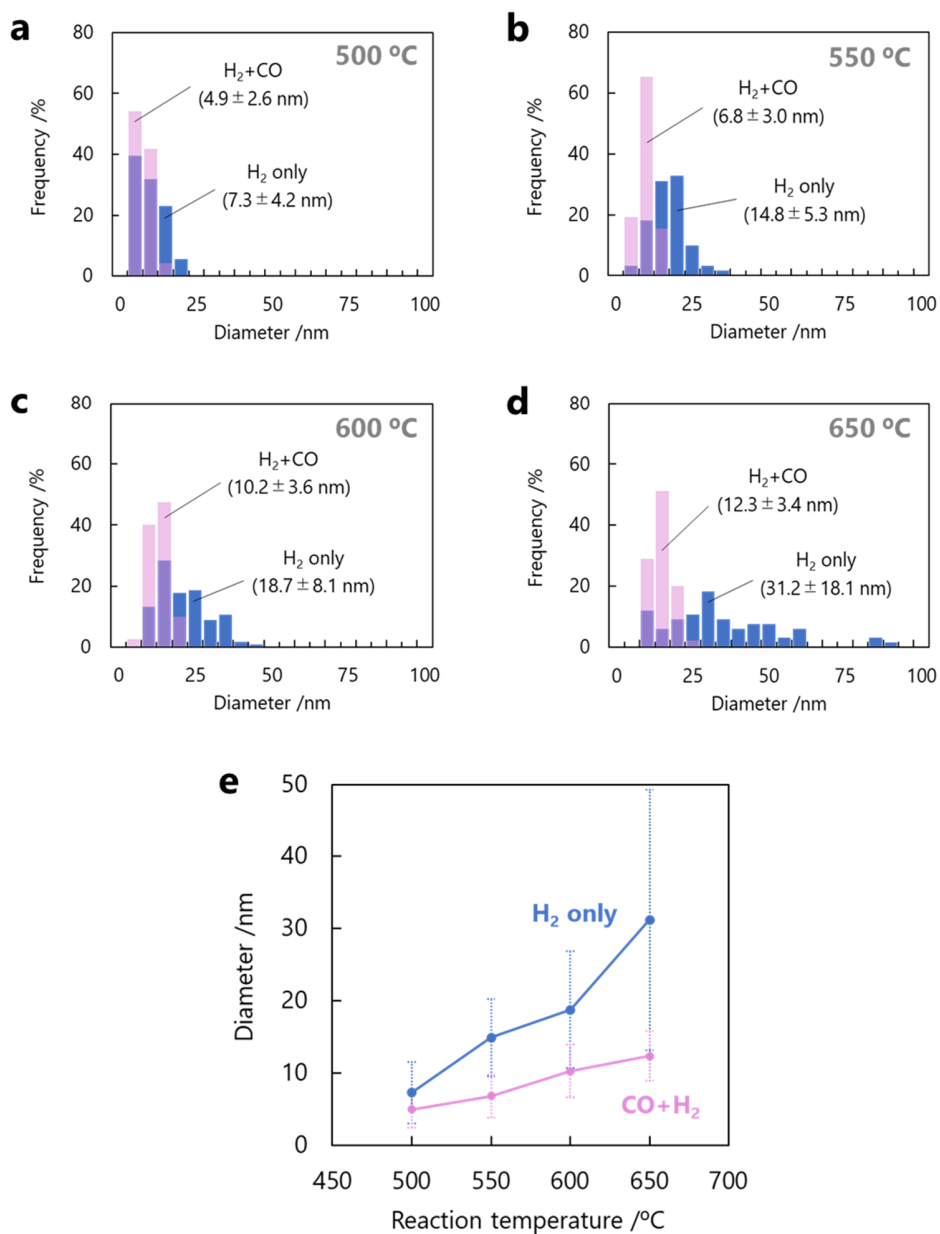 a
80
60
40
20
0
Frequency /%
500 ºC
H₂+CO
(4.9 ± 2.6 nm)
H₂ only
(7.3 ± 4.2 nm)
0 25 50 75 100
Diameter /nm
b
80
60
40
20
0
Frequency /%
550 ºC
H₂+CO
(6.8 ± 3.0 nm)
H₂ only
(14.8 ± 5.3 nm)
0 25 50 75 100
Diameter /nm
c
80
60
40
20
0
Frequency /%
600 ºC
H₂+CO
(10.2 ± 3.6 nm)
H₂ only
(18.7 ± 8.1 nm)
0 25 50 75 100
Diameter /nm
d
80
60
40
20
0
Frequency /%
650 ºC
H₂+CO
(12.3 ± 3.4 nm)
H₂ only
(31.2 ± 18.1 nm)
0 25 50 75 100
Diameter /nm
e
50
40
30
20
10
0
Diameter /nm
H₂ only
CO+H₂
450 500 550 600 650 700
Reaction temperature /ºC